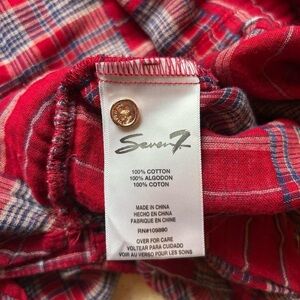 Seven7
100% COTTON
100% ALGODON
100% COTON
MADE IN CHINA
HECHO EN CHINA
FABRIQUE EN CHINE
RN#109890
OVER FOR CARE
VOLTEAR PARA CUIDADO
VOIR AU VERSO POUR LES SOINS